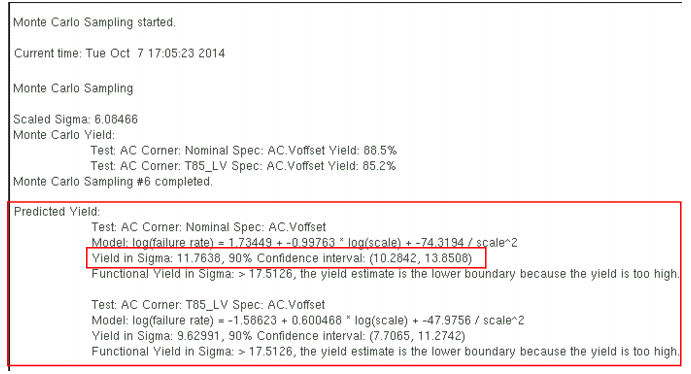 Monte Carlo Sampling started.
Current time: Tue Oct 7 17:05:23 2014
Monte Carlo Sampling
Scaled Sigma: 6.08466
Monte Carlo Yield:
Test: AC Corner: Nominal Spec: AC.Voffset Yield: 88.5%
Test: AC Corner: T85_LV Spec: AC.Voffset Yield: 85.2%
Monte Carlo Sampling #6 completed.
Predicted Yield:
Test: AC Corner: Nominal Spec: AC.Voffset
Model: log(failure rate) = 1.73449 + -0.99763 * log(scale) + -74.3194 / scale^2
Yield in Sigma: 11.7638, 90% Confidence interval: (10.2842, 13.8508)
Functional Yield in Sigma: > 17.5126, the yield estimate is the lower boundary because the yield is too high.
Test: AC Corner: T85_LV Spec: AC.Voffset
Model: log(failure rate) = -1.58623 + 0.600468 * log(scale) + -47.9756 / scale^2
Yield in Sigma: 9.62991, 90% Confidence interval: (7.7065, 11.2742)
Functional Yield in Sigma: > 17.5126, the yield estimate is the lower boundary because the yield is too high.